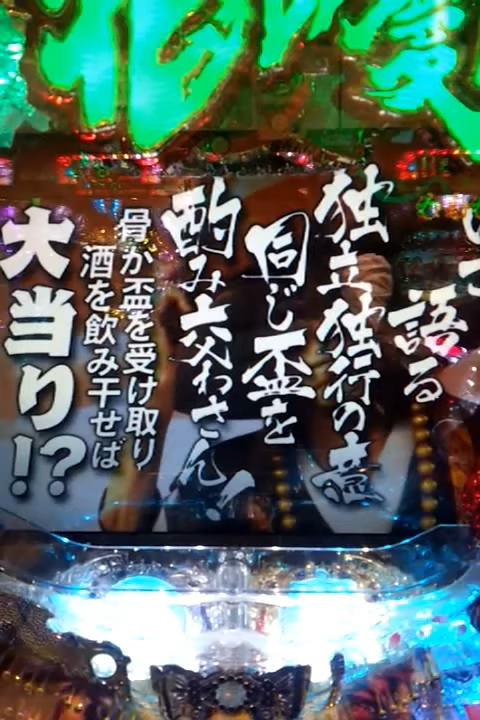 語る
独立独行の意
同じ盃を
酌み交わさん!
骨が盃を受け取り
酒を飲み干せば
大当り!?